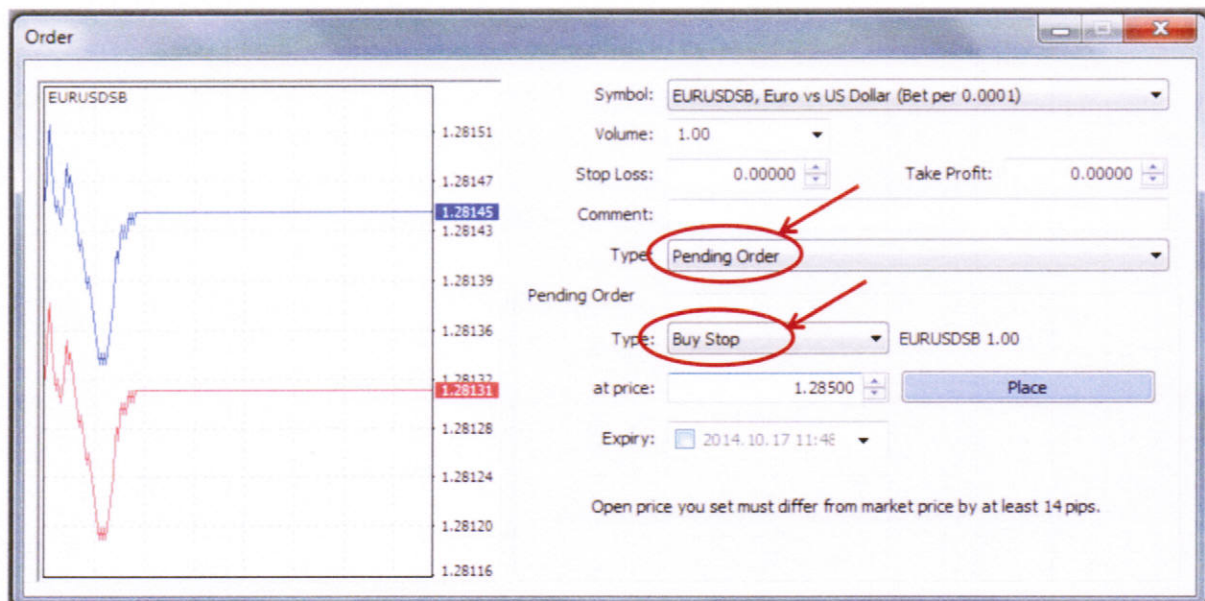 Order
EURUSDSB
1.28151
1.28147
1.28145
1.28143
1.28139
1.28136
1.28132
1.28131
1.28128
1.28124
1.28120
1.28116
Symbol: EURUSDSB, Euro vs US Dollar (Bet per 0.0001)
Volume: 1.00
Stop Loss: 0.00000 Take Profit: 0.00000
Comment:
Type: Pending Order
Pending Order
Type: Buy Stop EURUSDSB 1.00
at price: 1.28500 Place
Expiry: 2014.10.17 11:48
Open price you set must differ from market price by at least 14 pips.